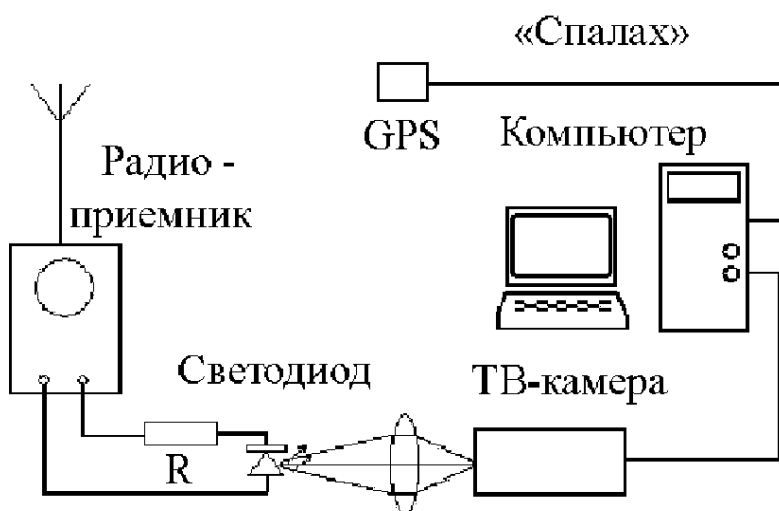 «Спалах»
GPS
Компьютер
Радио -
приемник
Светодиод
ТВ-камера
R